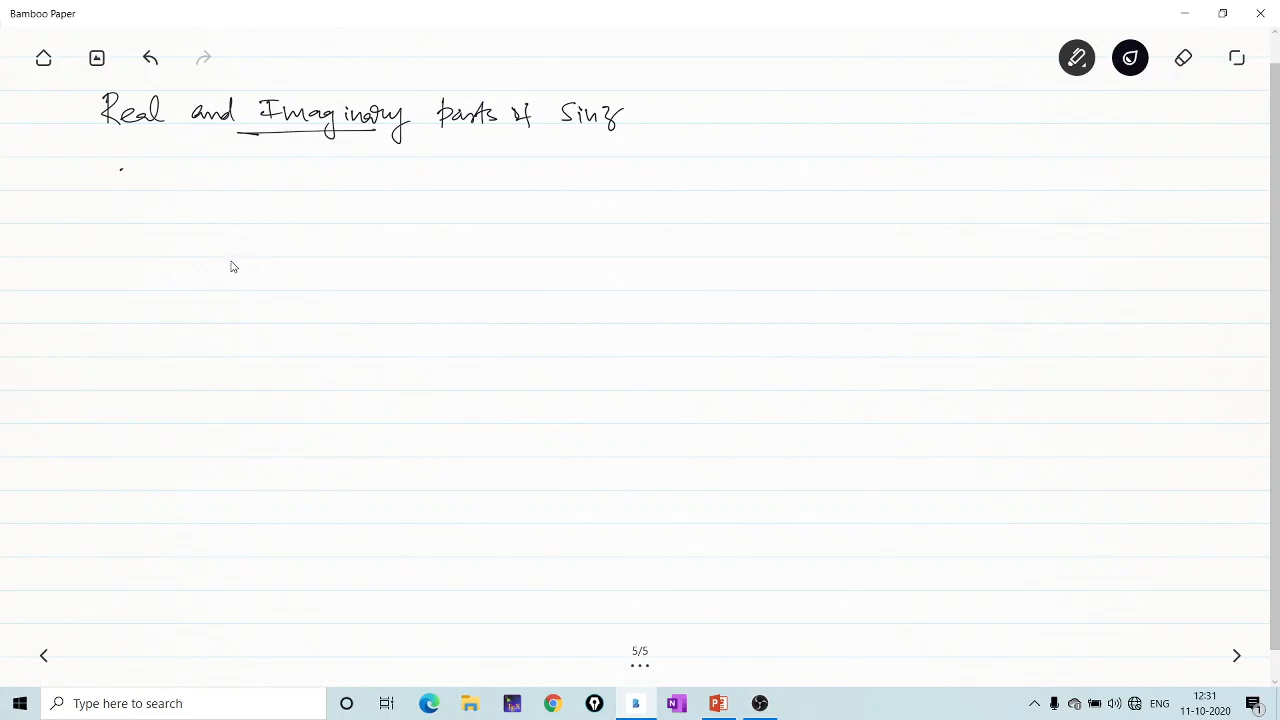 Bamboo Paper
Real and Imaginary parts of Sinz
5/5
Type here to search
ENG
12:31
11-10-2020